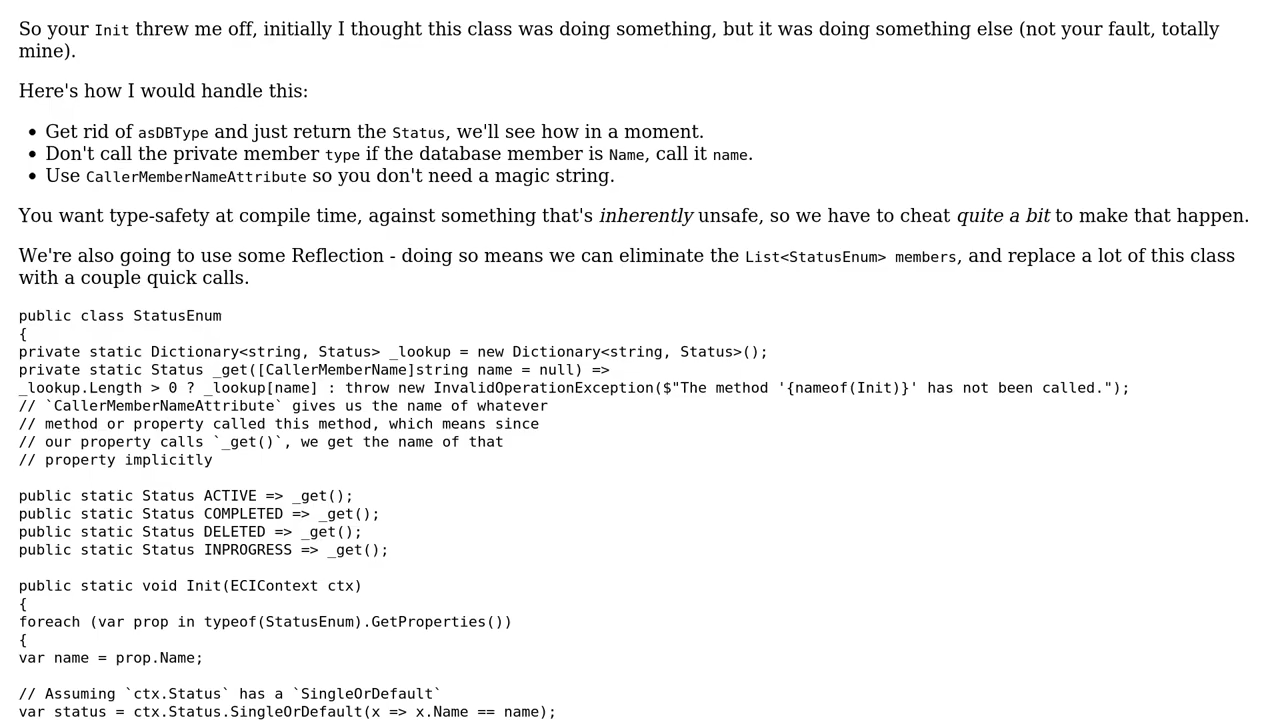 So your Init threw me off, initially I thought this class was doing something, but it was doing something else (not your fault, totally
mine).
Here's how I would handle this:
• Get rid of asDBType and just return the Status, we'll see how in a moment.
• Don't call the private member type if the database member is Name, call it name.
• Use CallerMemberNameAttribute so you don't need a magic string.
You want type-safety at compile time, against something that's inherently unsafe, so we have to cheat quite a bit to make that happen.
We're also going to use some Reflection - doing so means we can eliminate the List<StatusEnum> members, and replace a lot of this class
with a couple quick calls.
public class StatusEnum
{
private static Dictionary<string, Status> _lookup = new Dictionary<string, Status>();
private static Status _get([CallerMemberName]string name = null) =>
_lookup.Length > 0 ? _lookup[name] : throw new InvalidOperationException($"The method '{nameof(Init)}' has not been called.");
// `CallerMemberNameAttribute` gives us the name of whatever
// method or property called this method, which means since
// our property calls `_get()`, we get the name of that
// property implicitly
public static Status ACTIVE => _get();
public static Status COMPLETED => _get();
public static Status DELETED => _get();
public static Status INPROGRESS => _get();
public static void Init(ECIContext ctx)
{
foreach (var prop in typeof(StatusEnum).GetProperties())
{
var name = prop.Name;
// Assuming `ctx.Status` has a `SingleOrDefault`
var status = ctx.Status.SingleOrDefault(x => x.Name == name);